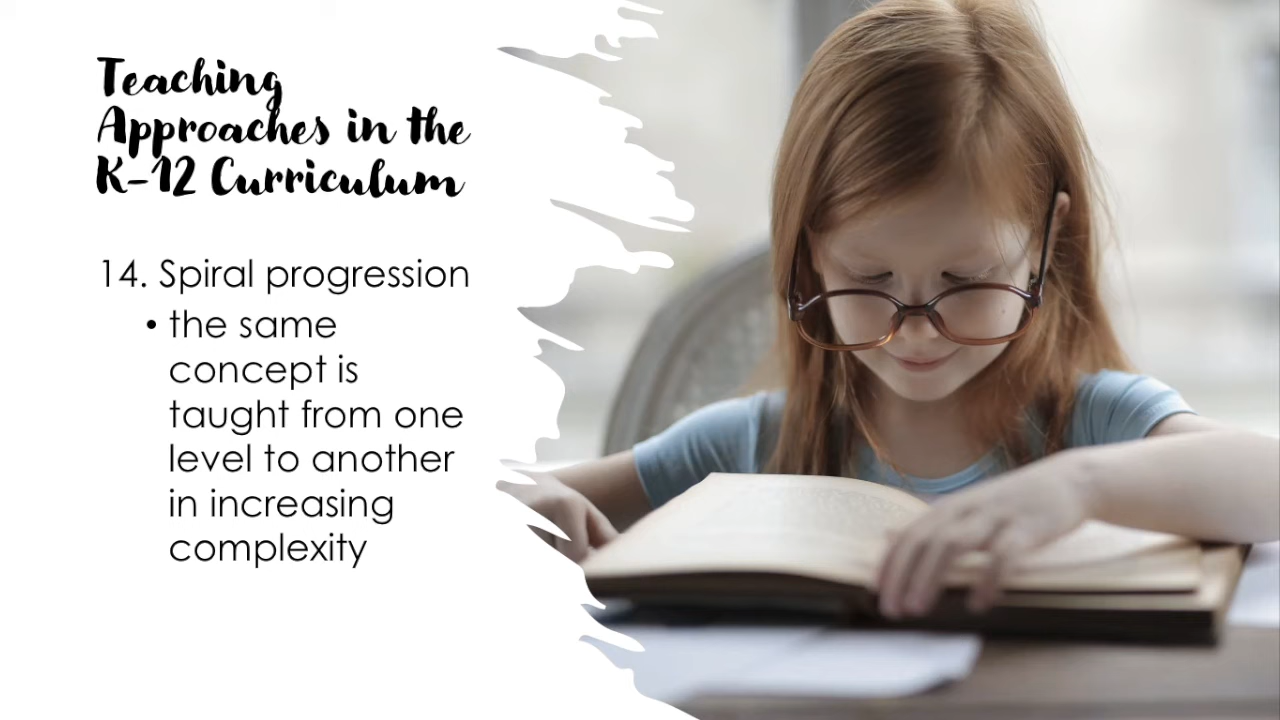 Teaching
Approaches in the
K-12 Curriculum
14. Spiral progression
• the same
concept is
taught from one
level to another
in increasing
complexity